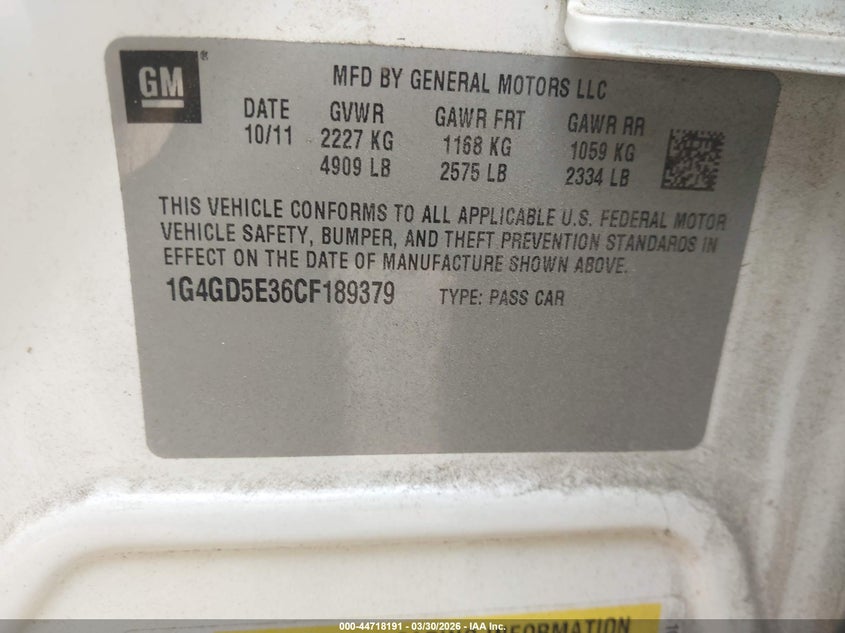 GM ®
MFD BY GENERAL MOTORS LLC
DATE GVWR GAWR FRT GAWR RR
10/11 2227 KG 1168 KG 1059 KG
4909 LB 2575 LB 2334 LB
THIS VEHICLE CONFORMS TO ALL APPLICABLE U.S. FEDERAL MOTOR
VEHICLE SAFETY, BUMPER, AND THEFT PREVENTION STANDARDS IN
EFFECT ON THE DATE OF MANUFACTURE SHOWN ABOVE.
1G4GD5E36CF189379 TYPE: PASS CAR
INFORMATION
000-44718191 - 03/30/2026 - IAA Inc.